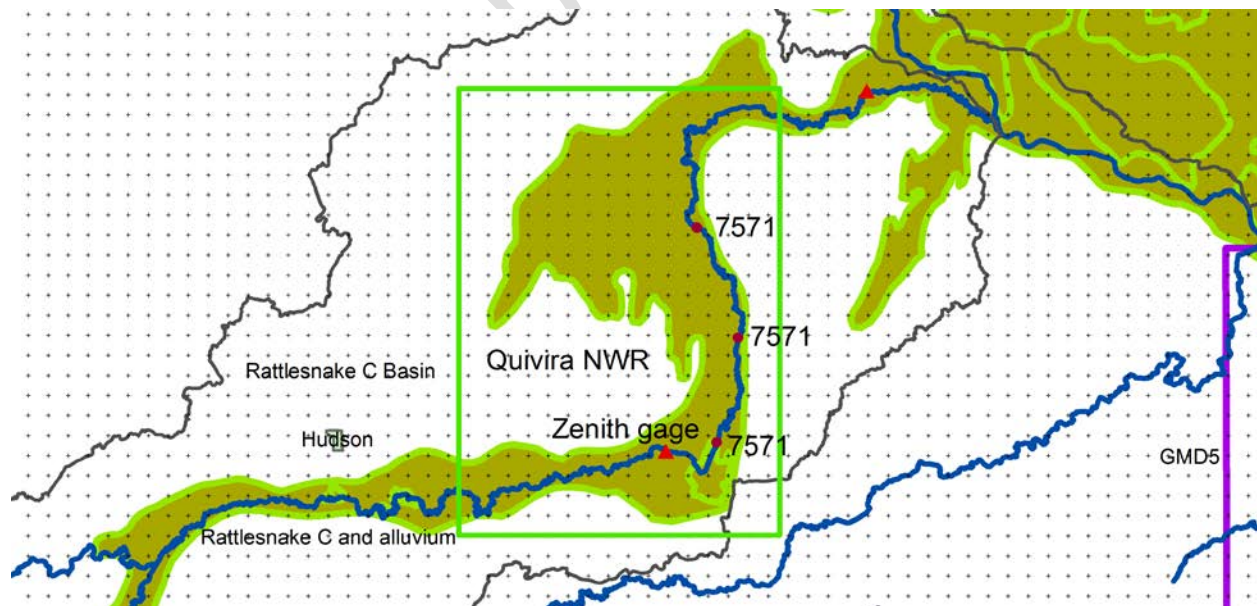 7571
7571
Quivira NWR
Rattlesnake C Basin
Zenith gage
Hudson
7571
GMD5
Rattlesnake C and alluvium